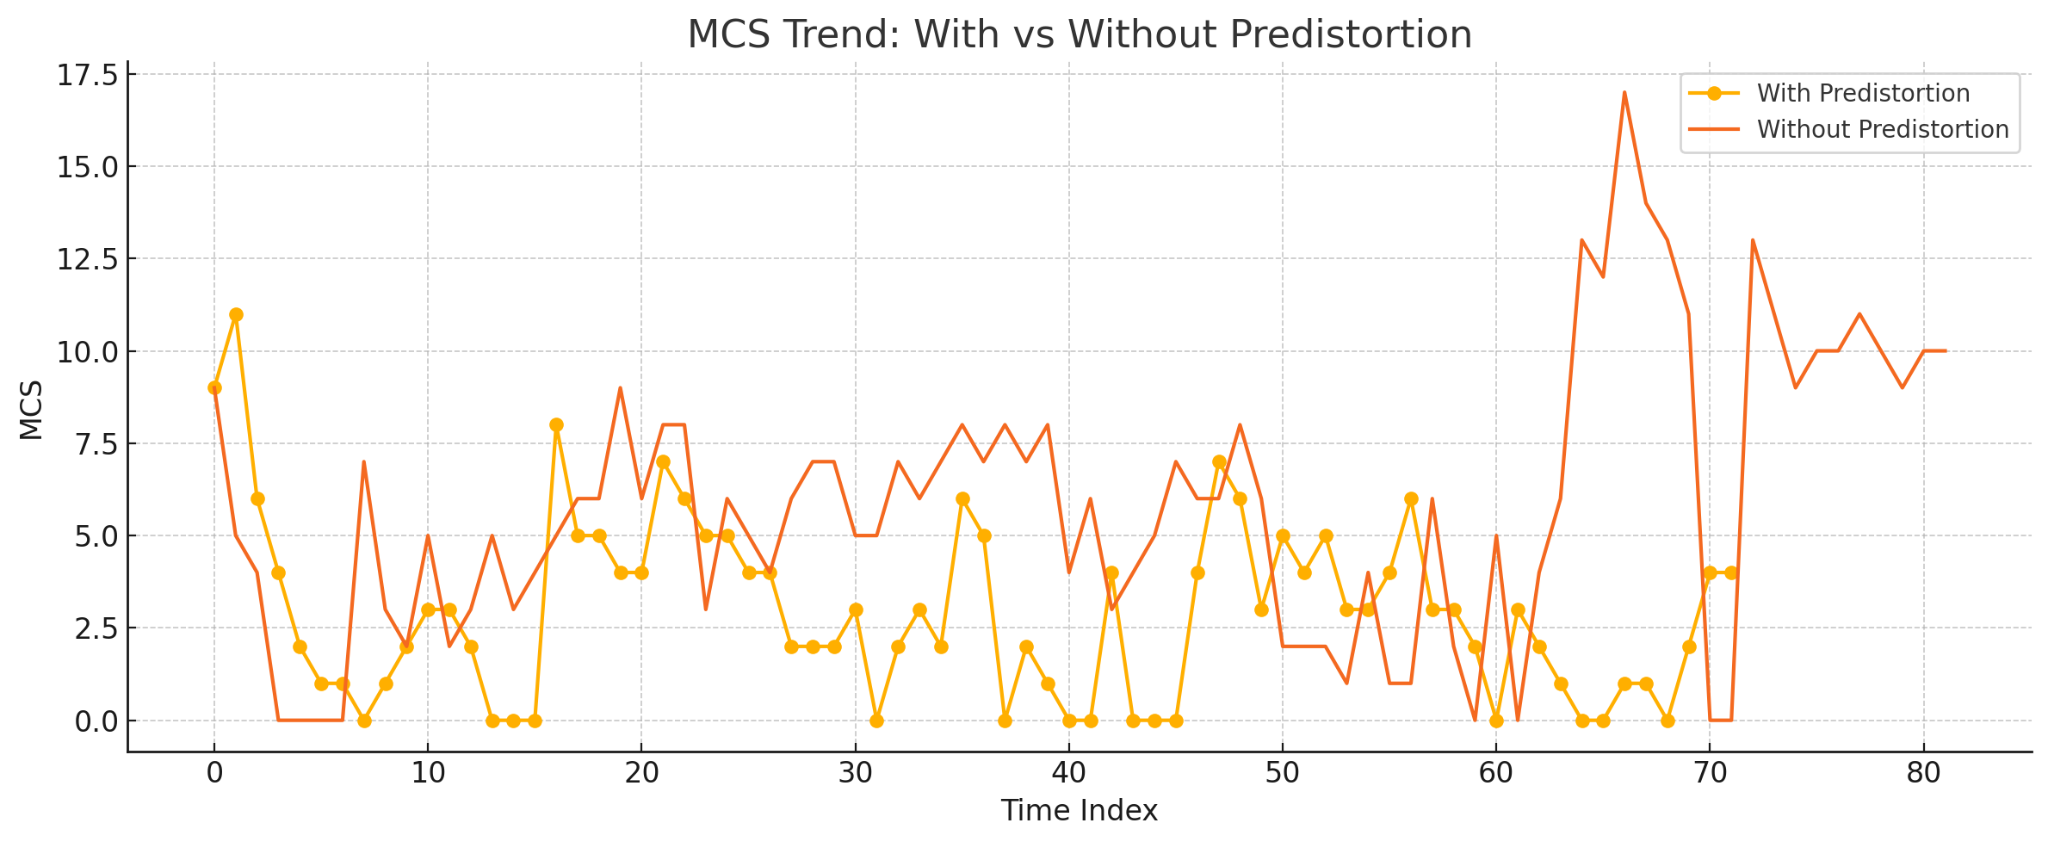 MCS Trend: With vs Without Predistortion
17.5
15.0
12.5
10.0
7.5
5.0
2.5
0.0
MCS
With Predistortion
Without Predistortion
0 10 20 30 40 50 60 70 80
Time Index